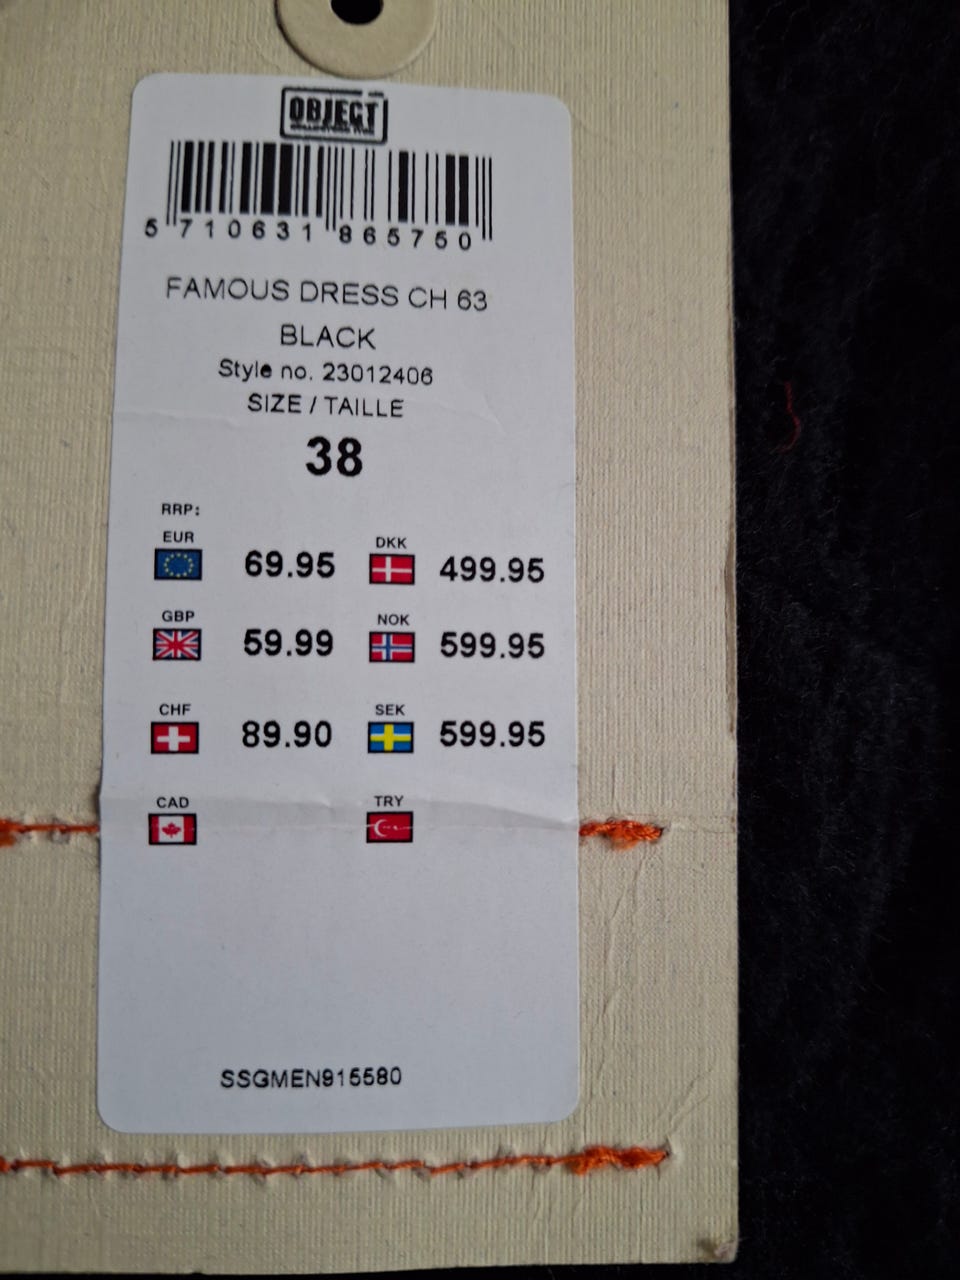 OBJECT
5 710631 865750
FAMOUS DRESS CH 63
BLACK
Style no. 23012406
SIZE / TAILLE
38
RRP:
EUR 69.95 DKK 499.95
GBP 59.99 NOK 599.95
CHF 89.90 SEK 599.95
CAD TRY
SSGMEN915580